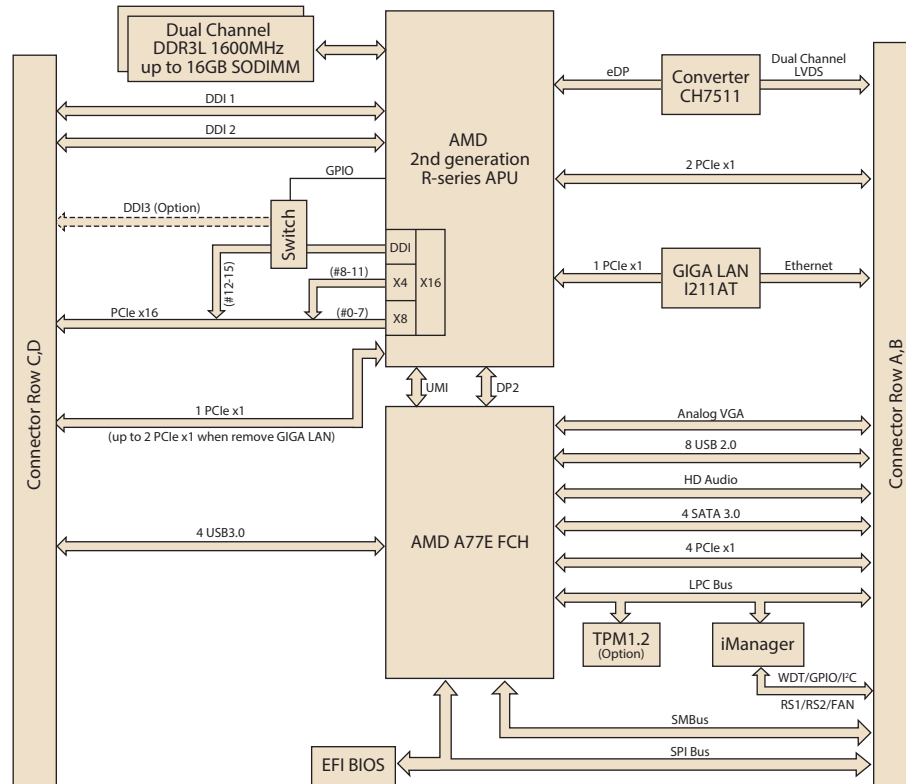 Dual Channel
DDR3L 1600MHz
up to 16GB SODIMM
DDI 1
DDI 2
GPIO
DDI3 (Option)
Switch
(#12-15)
(#8-11)
(#0-7)
PCIe x16
DDI
X4
X8
X16
AMD
2nd generation
R-series APU
eDP
Converter
CH7511
Dual Channel
LVDS
2 PCIe x1
1 PCIe x1
GIGA LAN
I211AT
Ethernet
Connector Row C,D
Connector Row A,B
UMI
DP2
1 PCIe x1
(up to 2 PCIe x1 when remove GIGA LAN)
4 USB3.0
AMD A77E FCH
Analog VGA
8 USB 2.0
HD Audio
4 SATA 3.0
4 PCIe x1
LPC Bus
TPM1.2
(Option)
iManager
WDT/GPIO/I²C
RS1/RS2/FAN
SMBus
SPI Bus
EFI BIOS